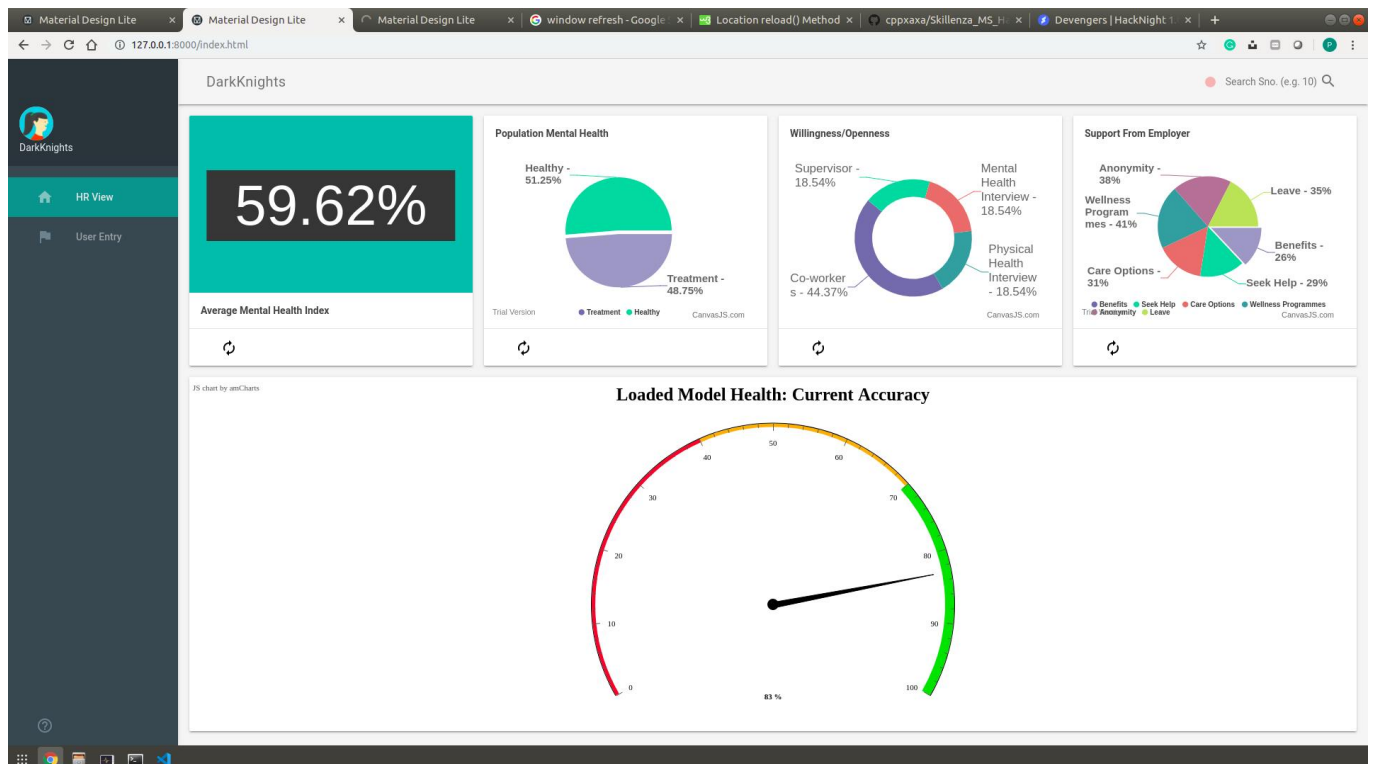 Material Design Lite
Material Design Lite
Material Design Lite
window refresh - Google
Location reload() Method
cppxaxa/Skillenza_MS_H
Devengers | HackNight 1.
127.0.0.1:8000/index.html
P
DarkKnights
HR View
User Entry
DarkKnights
Search Sno. (e.g. 10)
59.62%
Average Mental Health Index
Population Mental Health
Healthy -
51.25%
Treatment -
48.75%
Trial Version
Treatment Healthy
CanvasJS.com
Willingness/Openness
Supervisor -
18.54%
Mental
Health
Interview -
18.54%
Physical
Health
Interview
- 18.54%
Co-worker
s - 44.37%
CanvasJS.com
Support From Employer
Anonymity -
38%
Leave - 35%
Wellness
Program
mes - 41%
Benefits -
26%
Care Options -
31%
Seek Help - 29%
Benefits Seek Help Care Options Wellness Programmes
Anonymity Leave
CanvasJS.com
JS chart by amCharts
Loaded Model Health: Current Accuracy
0
10
20
30
40
50
60
70
80
90
100
83 %